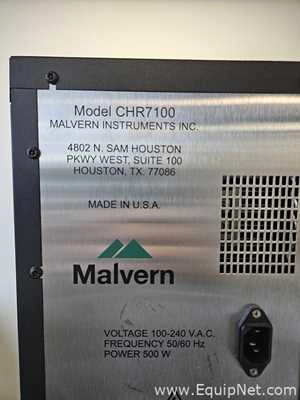 Model CHR7100
MALVERN INSTRUMENTS INC.
4802 N. SAM HOUSTON
PKWY WEST, SUITE 100
HOUSTON, TX. 77086
MADE IN U.S.A.
Malvern
VOLTAGE 100-240 V.A.C.
FREQUENCY 50/60 Hz
POWER 500 W
© www.EquipNet.com